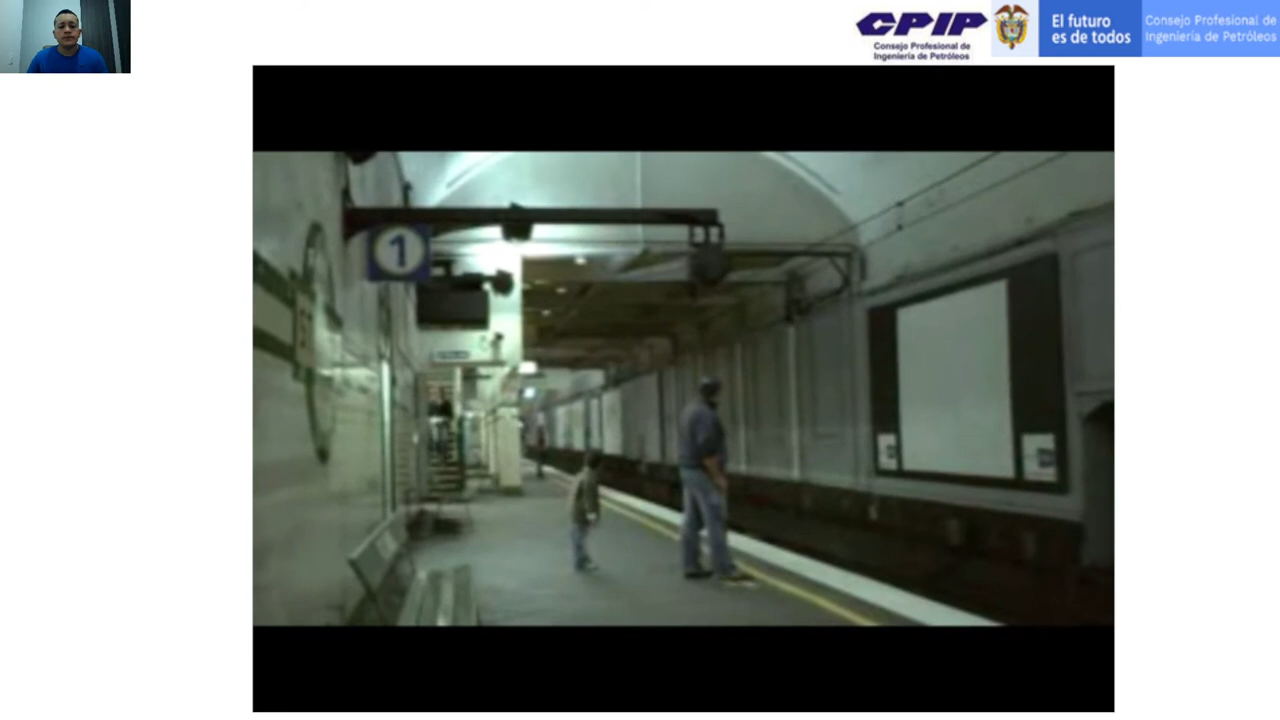 CPIP
Consejo Profesional de
Ingeniería de Petróleos
El futuro
es de todos
Consejo Profesional de
Ingeniería de Petróleos
1